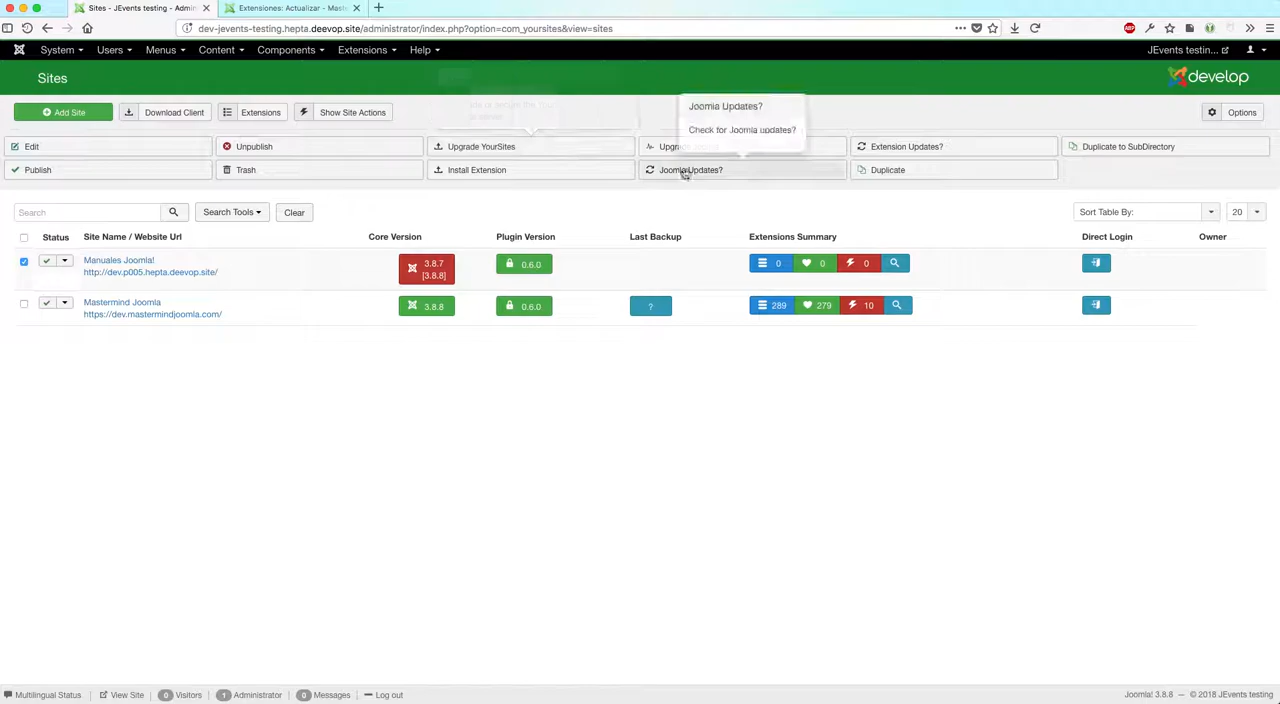 Sites - JEvents testing - Admin
Extensiones: Actualizar - Maste
dev-jevents-testing.hepta.deevop.site/administrator/index.php?option=com_yoursites&view=sites
System Users Menus Content Components Extensions Help JEvents testin...
Sites develop
Add Site Download Client Extensions Show Site Actions Options
Joomla Updates?
Check for Joomla updates?
Edit Unpublish Upgrade YourSites Extension Updates? Duplicate to SubDirectory
Publish Trash Install Extension Joomla Updates? Duplicate
Search Search Tools Clear Sort Table By: 20
Status Site Name / Website Url Core Version Plugin Version Last Backup Extensions Summary Direct Login Owner
Manuales Joomla! 3.8.7 0.6.0 0 0 0
http://dev.p005.hepta.deevop.site/ [3.8.8]
Mastermind Joomla 3.8.8 0.6.0 ? 289 279 10
https://dev.mastermindjoomla.com/
Multilingual Status View Site 0 Visitors 1 Administrator 0 Messages Log out Joomla! 3.8.8 — © 2018 JEvents testing